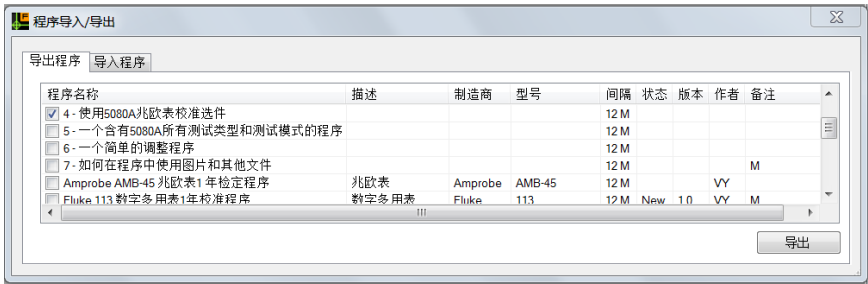 程序导入/导出
导出程序 导入程序
程序名称 描述 制造商 型号 间隔 状态 版本 作者 备注
4 - 使用5080A兆欧表校准选件 12 M
5 - 一个含有5080A所有测试类型和测试模式的程序 12 M
6 - 一个简单的调整程序 12 M
7 - 如何在程序中使用图片和其他文件 12 M M
Amprobe AMB-45 兆欧表1 年检定程序 兆欧表 Amprobe AMB-45 12 M VY
Fluke 113 数字多用表1年校准程序 数字多用表 Fluke 113 12 M New 1.0 VY M
导出